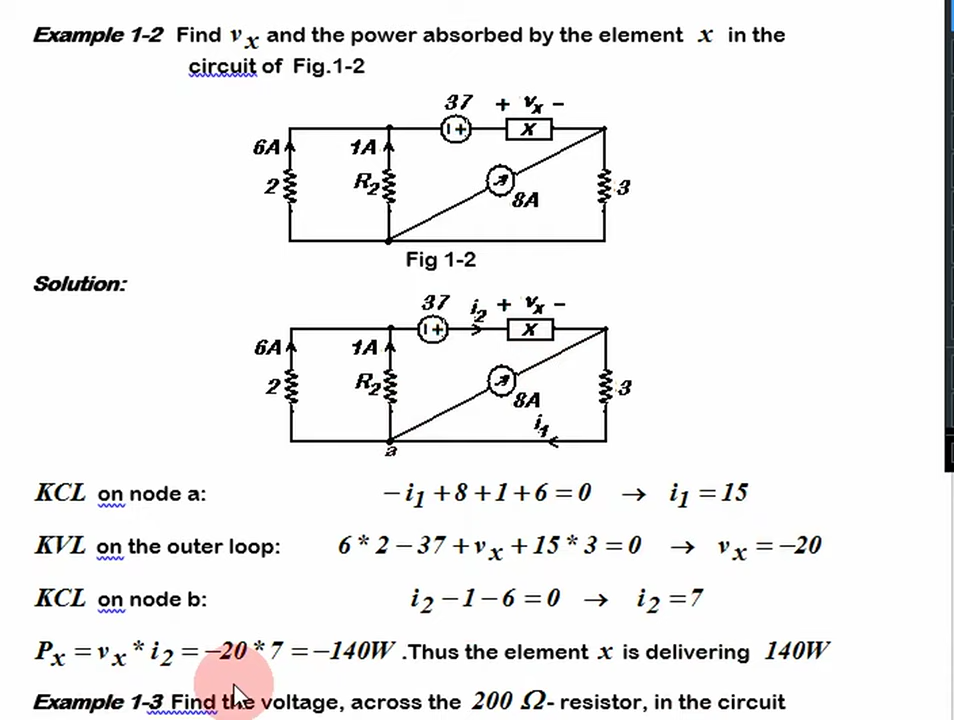 Example 1-2 Find vx and the power absorbed by the element x in the
circuit of Fig.1-2
37 + vx -
6A 1A + X
2 R2 8A 3
Fig 1-2
Solution:
37 i2 + vx -
6A 1A + X
2 R2 8A 3
i1
a
KCL on node a: -i1 + 8 + 1 + 6 = 0 → i1 = 15
KVL on the outer loop: 6 * 2 - 37 + vx + 15 * 3 = 0 → vx = -20
KCL on node b: i2 - 1 - 6 = 0 → i2 = 7
Px = vx * i2 = -20 * 7 = -140W .Thus the element x is delivering 140W
Example 1-3 Find the voltage, across the 200 Ω- resistor, in the circuit